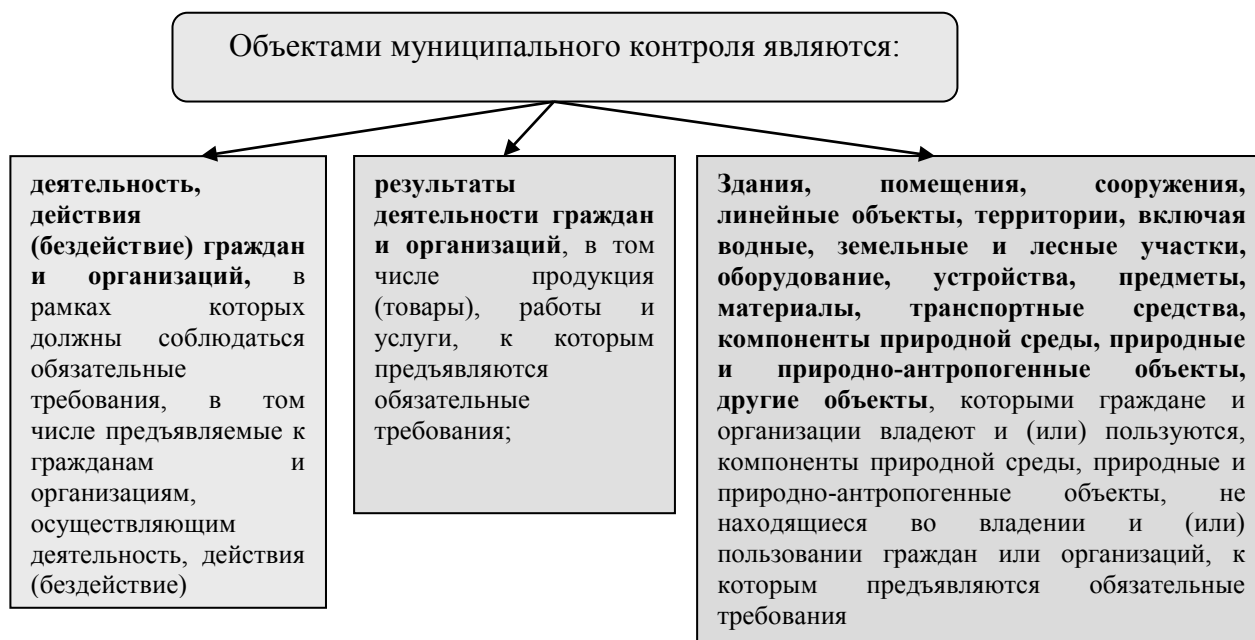 Объектами муниципального контроля являются:
деятельность,
действия
(бездействие) граждан
и организаций, в
рамках которых
должны соблюдаться
обязательные
требования, в том
числе предъявляемые к
гражданам и
организациям,
осуществляющим
деятельность, действия
(бездействие)
результаты
деятельности граждан
и организаций, в том
числе продукция
(товары), работы и
услуги, к которым
предъявляются
обязательные
требования;
Здания, помещения, сооружения,
линейные объекты, территории, включая
водные, земельные и лесные участки,
оборудование, устройства, предметы,
материалы, транспортные средства,
компоненты природной среды, природные
и природно-антропогенные объекты,
другие объекты, которыми граждане и
организации владеют и (или) пользуются,
компоненты природной среды, природные и
природно-антропогенные объекты, не
находящиеся во владении и (или)
пользовании граждан или организаций, к
которым предъявляются обязательные
требования